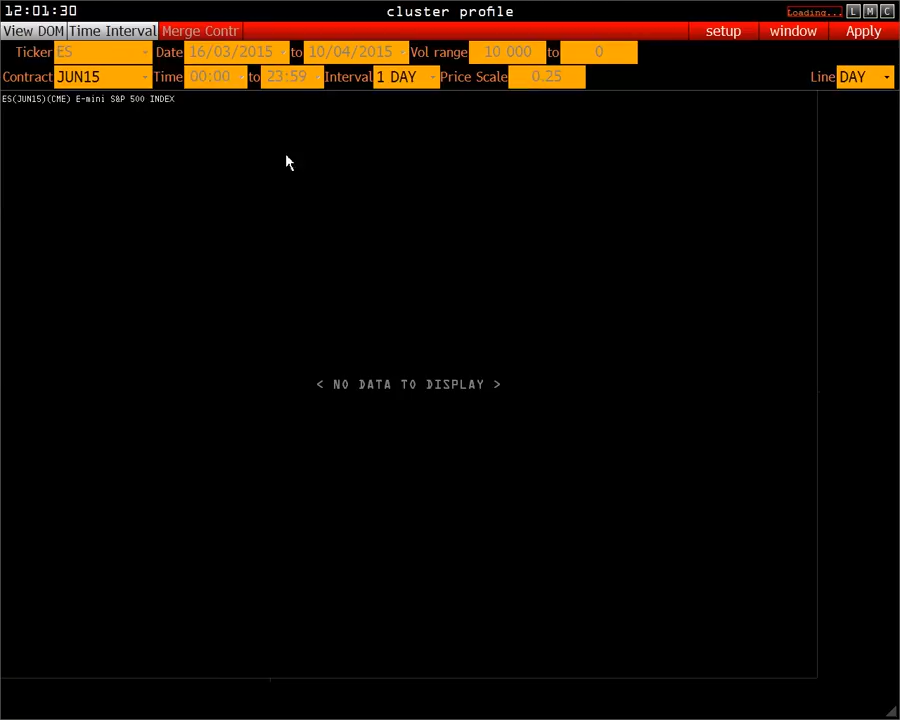 12:01:30 cluster profile Loading... L M C
View DOM Time Interval Merge Contr setup window Apply
Ticker ES Date 16/03/2015 to 10/04/2015 Vol range 10 000 to 0
Contract JUN15 Time 00:00 to 23:59 Interval 1 DAY Price Scale 0.25 Line DAY
ES(JUN15)(CME) E-mini S&P 500 INDEX
< NO DATA TO DISPLAY >